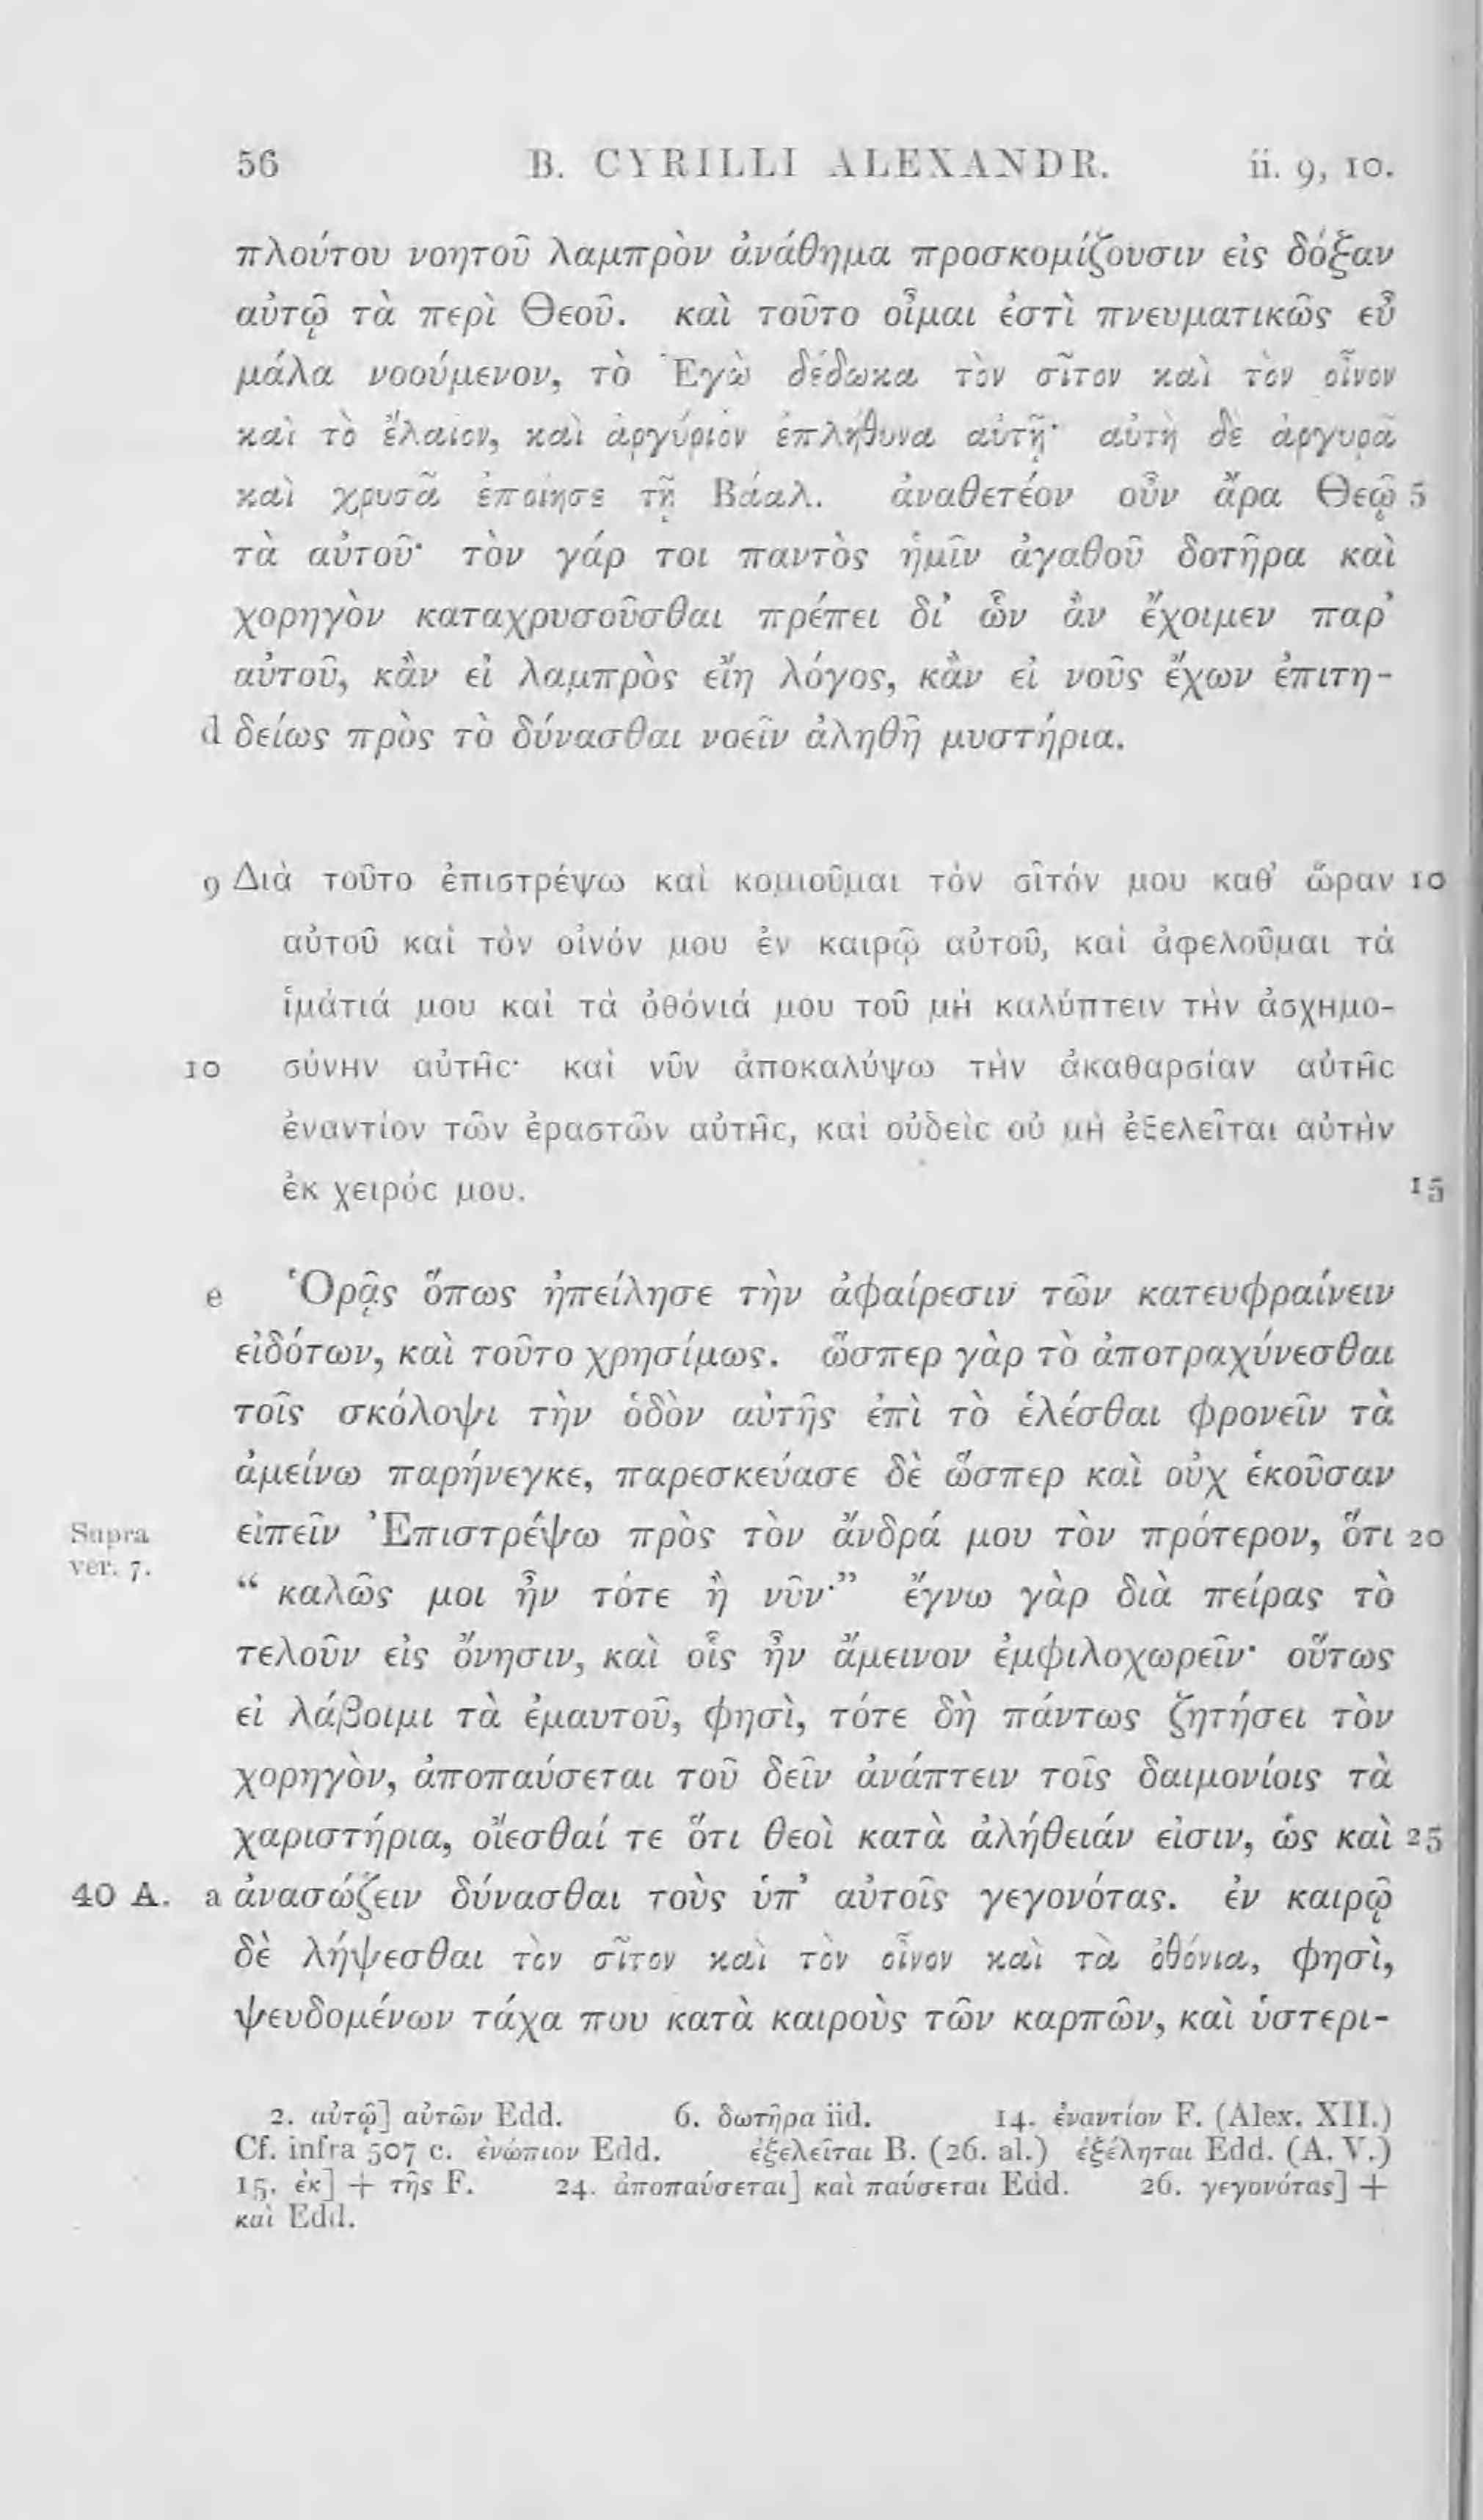 56 B. CYRILLI ALEXANDR. ii. 9, 10.
πλούτου νοητοῦ λαμπρὸν ἀνάθημα προσκομίζουσιν εἰς δόξαν
αὐτῷ τὰ περὶ Θεοῦ. καὶ τοῦτο οἶμαι ἐστὶ πνευματικῶς εὖ
μάλα νοούμενον, τὸ Ἐγὼ δέδωκα τὸν σῖτον καὶ τὸν οἶνον
καὶ τὸ ἔλαιον, καὶ ἀργύριον ἐπλήθυνα αὐτῇ· αὐτὴ δὲ ἀργυρᾶ
καὶ χρυσᾶ ἐποίησε τῇ Βάαλ. ἀναθετέον οὖν ἄρα Θεῷ 5
τὰ αὐτοῦ· τὸν γάρ τοι παντὸς ἡμῖν ἀγαθοῦ δοτῆρα καὶ
χορηγὸν καταχρυσοῦσθαι πρέπει δι’ ὧν ἂν ἔχοιμεν παρ’
αὐτοῦ, κἂν εἰ λαμπρὸς εἴη λόγος, κἂν εἰ νοῦς ἔχων ἐπιτη-
d δείως πρὸς τὸ δύνασθαι νοεῖν ἀληθῆ μυστήρια.
9 Διὰ τοῦτο ἐπιστρέψω καὶ κομιοῦμαι τὸν σῖτόν μου καθ’ ὥραν 10
αὐτοῦ καὶ τὸν οἶνόν μου ἐν καιρῷ αὐτοῦ, καὶ ἀφελοῦμαι τὰ
ἱμάτιά μου καὶ τὰ ὀθόνιά μου τοῦ μὴ καλύπτειν τὴν ἀσχημο-
10 σύνην αὐτῆς· καὶ νῦν ἀποκαλύψω τὴν ἀκαθαρσίαν αὐτῆς
ἐναντίον τῶν ἐραστῶν αὐτῆς, καὶ οὐδεὶς οὐ μὴ ἐξελεῖται αὐτὴν
ἐκ χειρός μου. 15
e Ὁρᾷς ὅπως ἠπείλησε τὴν ἀφαίρεσιν τῶν κατευφραίνειν
εἰδότων, καὶ τοῦτο χρησίμως. ὥσπερ γὰρ τὸ ἀποτραχύνεσθαι
τοῖς σκόλοψι τὴν ὁδὸν αὐτῆς ἐπὶ τὸ ἑλέσθαι φρονεῖν τὰ
ἀμείνω παρήνεγκε, παρεσκεύασε δὲ ὥσπερ καὶ οὐχ ἑκοῦσαν
Supra ver. 7. εἰπεῖν Ἐπιστρέψω πρὸς τὸν ἄνδρά μου τὸν πρότερον, ὅτι 20
“ καλῶς μοι ἦν τότε ἢ νῦν·” ἔγνω γὰρ διὰ πείρας τὸ
τελοῦν εἰς ὄνησιν, καὶ οἷς ἦν ἄμεινον ἐμφιλοχωρεῖν· οὕτως
εἰ λάβοιμι τὰ ἐμαυτοῦ, φησὶ, τότε δὴ πάντως ζητήσει τὸν
χορηγὸν, ἀποπαύσεται τοῦ δεῖν ἀνάπτειν τοῖς δαιμονίοις τὰ
χαριστήρια, οἴεσθαί τε ὅτι θεοὶ κατὰ ἀλήθειάν εἰσιν, ὡς καὶ 25
40 A. a ἀνασώζειν δύνασθαι τοὺς ὑπ’ αὐτοῖς γεγονότας. ἐν καιρῷ
δὲ λήψεσθαι τὸν σῖτον καὶ τὸν οἶνον καὶ τὰ ὀθόνια, φησὶ,
ψευδομένων τάχα που κατὰ καιροὺς τῶν καρπῶν, καὶ ὑστερι-
2. αὐτῷ] αὐτῶν Edd. 6. δωτῆρα iid. 14. ἐναντίον F. (Alex. XII.)
Cf. infra 507 c. ἐνώπιον Edd. ἐξελεῖται B. (26. al.) ἐξέληται Edd. (A. V.)
15. ἐκ] + τῆς F. 24. ἀποπαύσεται] καὶ παύσεται Edd. 26. γεγονότας] +
καὶ Edd.